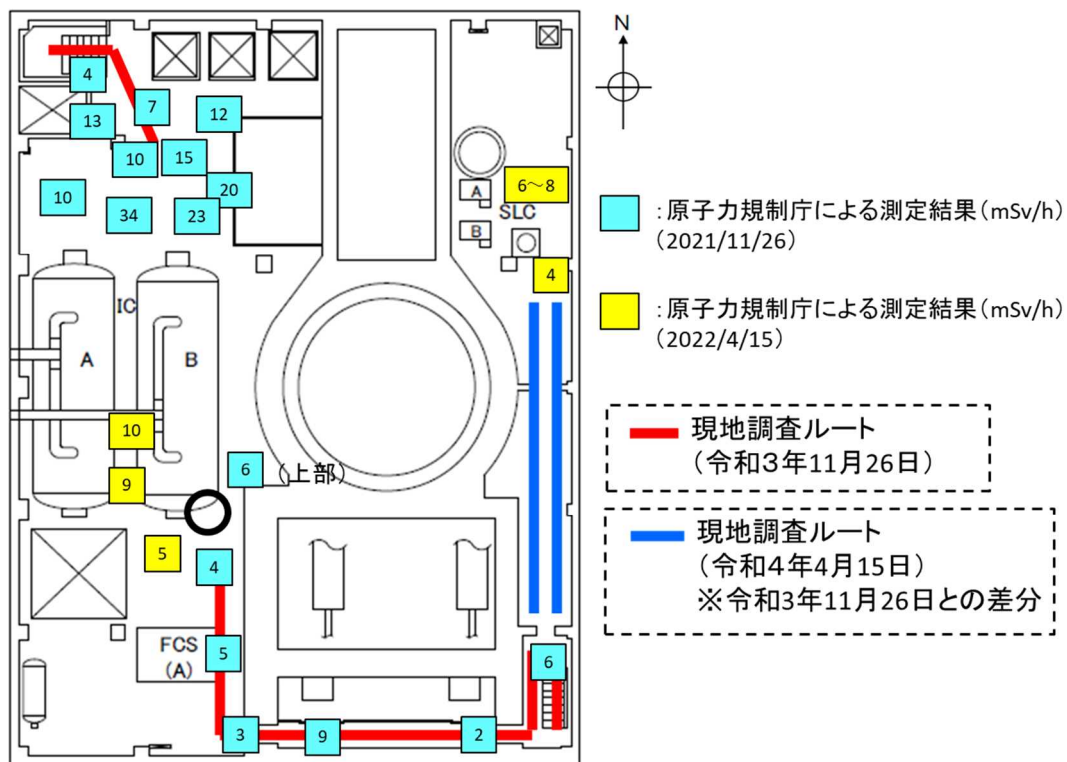 N
4
7
12
13
10
15
10
20
34
23
A
6～8
SLC
B
4
IC
A
B
10
9
6
(上部)
5
4
FCS
(A)
5
6
3
9
2
:原子力規制庁による測定結果(mSv/h)
(2021/11/26)
:原子力規制庁による測定結果(mSv/h)
(2022/4/15)
現地調査ルート
(令和3年11月26日)
現地調査ルート
(令和4年4月15日)
※令和3年11月26日との差分